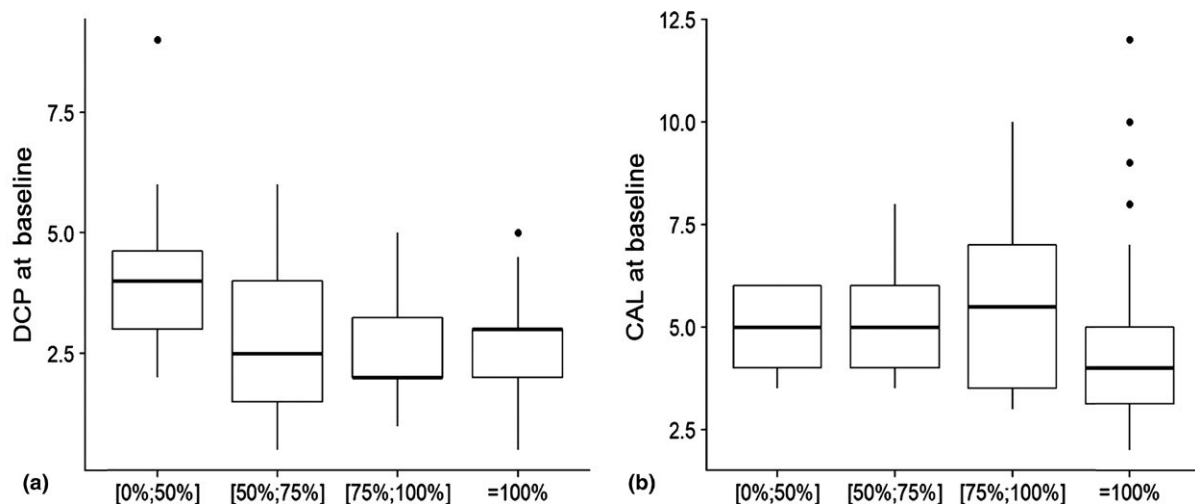 DCP at baseline
7.5
5.0
2.5
(a)
[0%;50%] [50%;75%] [75%;100%] =100%
CAL at baseline
12.5
10.0
7.5
5.0
2.5
(b)
[0%;50%] [50%;75%] [75%;100%] =100%